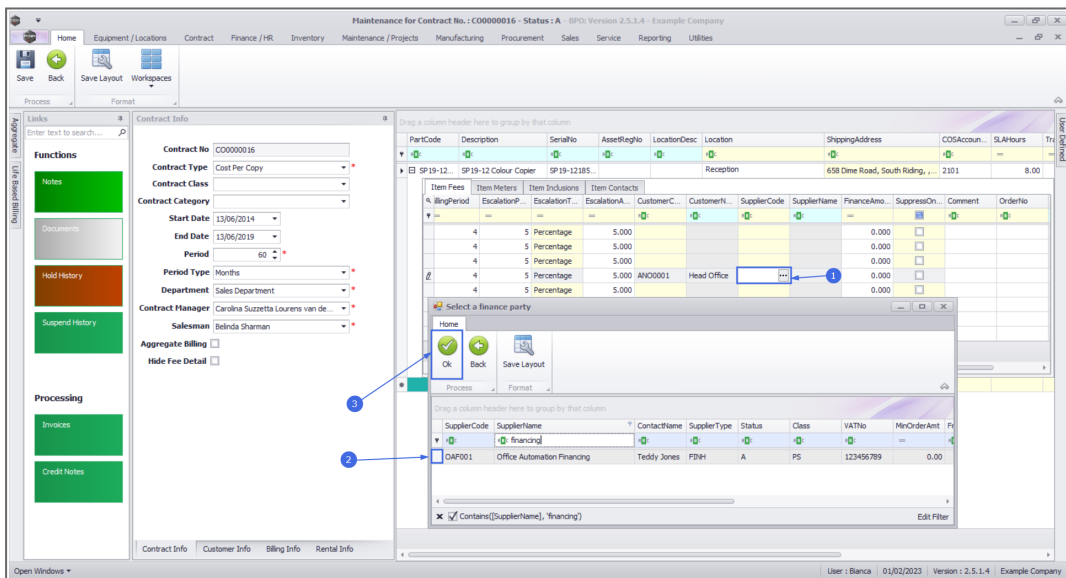 Maintenance for Contract No. : CO0000016 - Status : A - BPO: Version 2.5.1.4 - Example Company
Home Equipment / Locations Contract Finance / HR Inventory Maintenance / Projects Manufacturing Procurement Sales Service Reporting Utilities
Save Back Save Layout Workspaces
Process Format
Aggregate
Life Based Billing
Links
Enter text to search...
Functions
Notes
Documents
Hold History
Suspend History
Processing
Invoices
Credit Notes
Contract Info
Contract No CO0000016
Contract Type Cost Per Copy *
Contract Class
Contract Category
Start Date 13/06/2014
End Date 13/06/2019
Period 60 *
Period Type Months *
Department Sales Department *
Contract Manager Carolina Suzzetta Lourens van de... *
Salesman Belinda Sharman *
Aggregate Billing
Hide Fee Detail
Contract Info Customer Info Billing Info Rental Info
User Defined
Drag a column header here to group by that column
PartCode Description SerialNo AssetRegNo LocationDesc Location ShippingAddress COSAccoun... SLAHours Tra
SP19-12... SP19-12 Colour Copier SP19-1218S... Reception 658 Dime Road, South Riding, ,... 2101 8.00
Item Fees Item Meters Item Inclusions Item Contacts
illingPeriod EscalationP... EscalationT... EscalationA... CustomerC... CustomerN... SupplierCode SupplierName FinanceAmo... SuppressOn... Comment OrderNo
4 5 Percentage 5.000 0.000
4 5 Percentage 5.000 0.000
4 5 Percentage 5.000 0.000
4 5 Percentage 5.000 ANO0001 Head Office ... 0.000 1
4 5 Percentage 5.000 0.000
Select a finance party
Home
Ok Back Save Layout
Process Format
3
Drag a column header here to group by that column
SupplierCode SupplierName ContactName SupplierType Status Class VATNo MinOrderAmt Fr
financing
2
OAF001 Office Automation Financing Teddy Jones FINH A PS 123456789 0.00
Contains([SupplierName], 'financing') Edit Filter
Open Windows User : Bianca 01/02/2023 Version : 2.5.1.4 Example Company